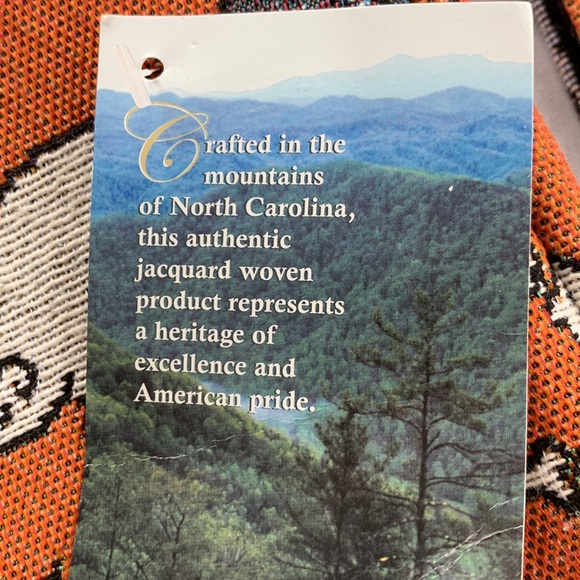 Crafted in the
mountains
of North Carolina,
this authentic
jacquard woven
product represents
a heritage of
excellence and
American pride.